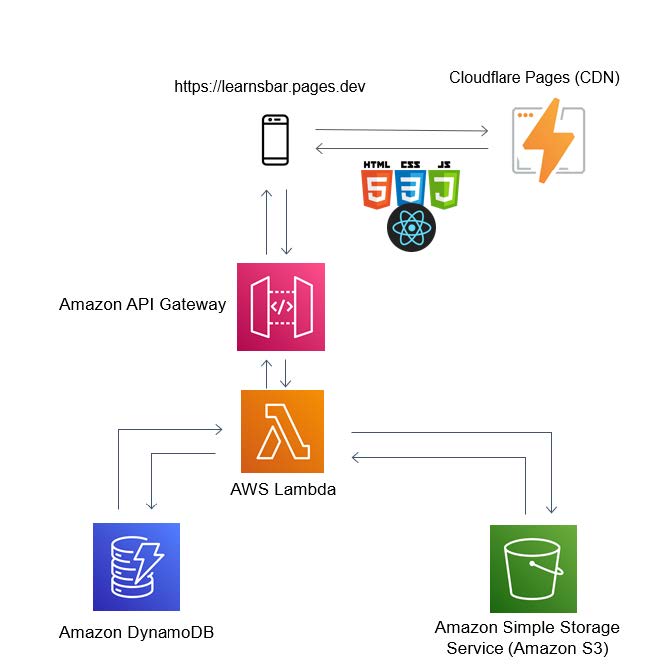 Cloudflare Pages (CDN)
https://learnsbar.pages.dev
HTML CSS JS
5 3
</>
Amazon API Gateway
AWS Lambda
Amazon DynamoDB
Amazon Simple Storage
Service (Amazon S3)